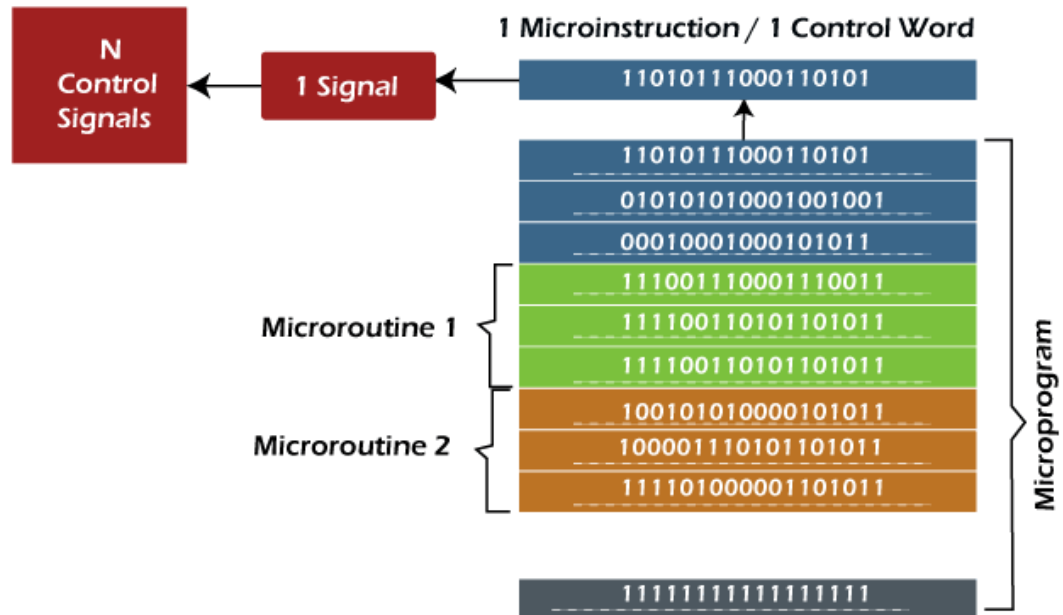 1 Microinstruction / 1 Control Word
N
Control
Signals
1 Signal
11010111000110101
11010111000110101
010101010001001001
00010001000101011
111001110001110011
Microroutine 1
111100110101101011
111100110101101011
100101010000101011
Microroutine 2
100001110101101011
111101000001101011
Microprogram
11111111111111111